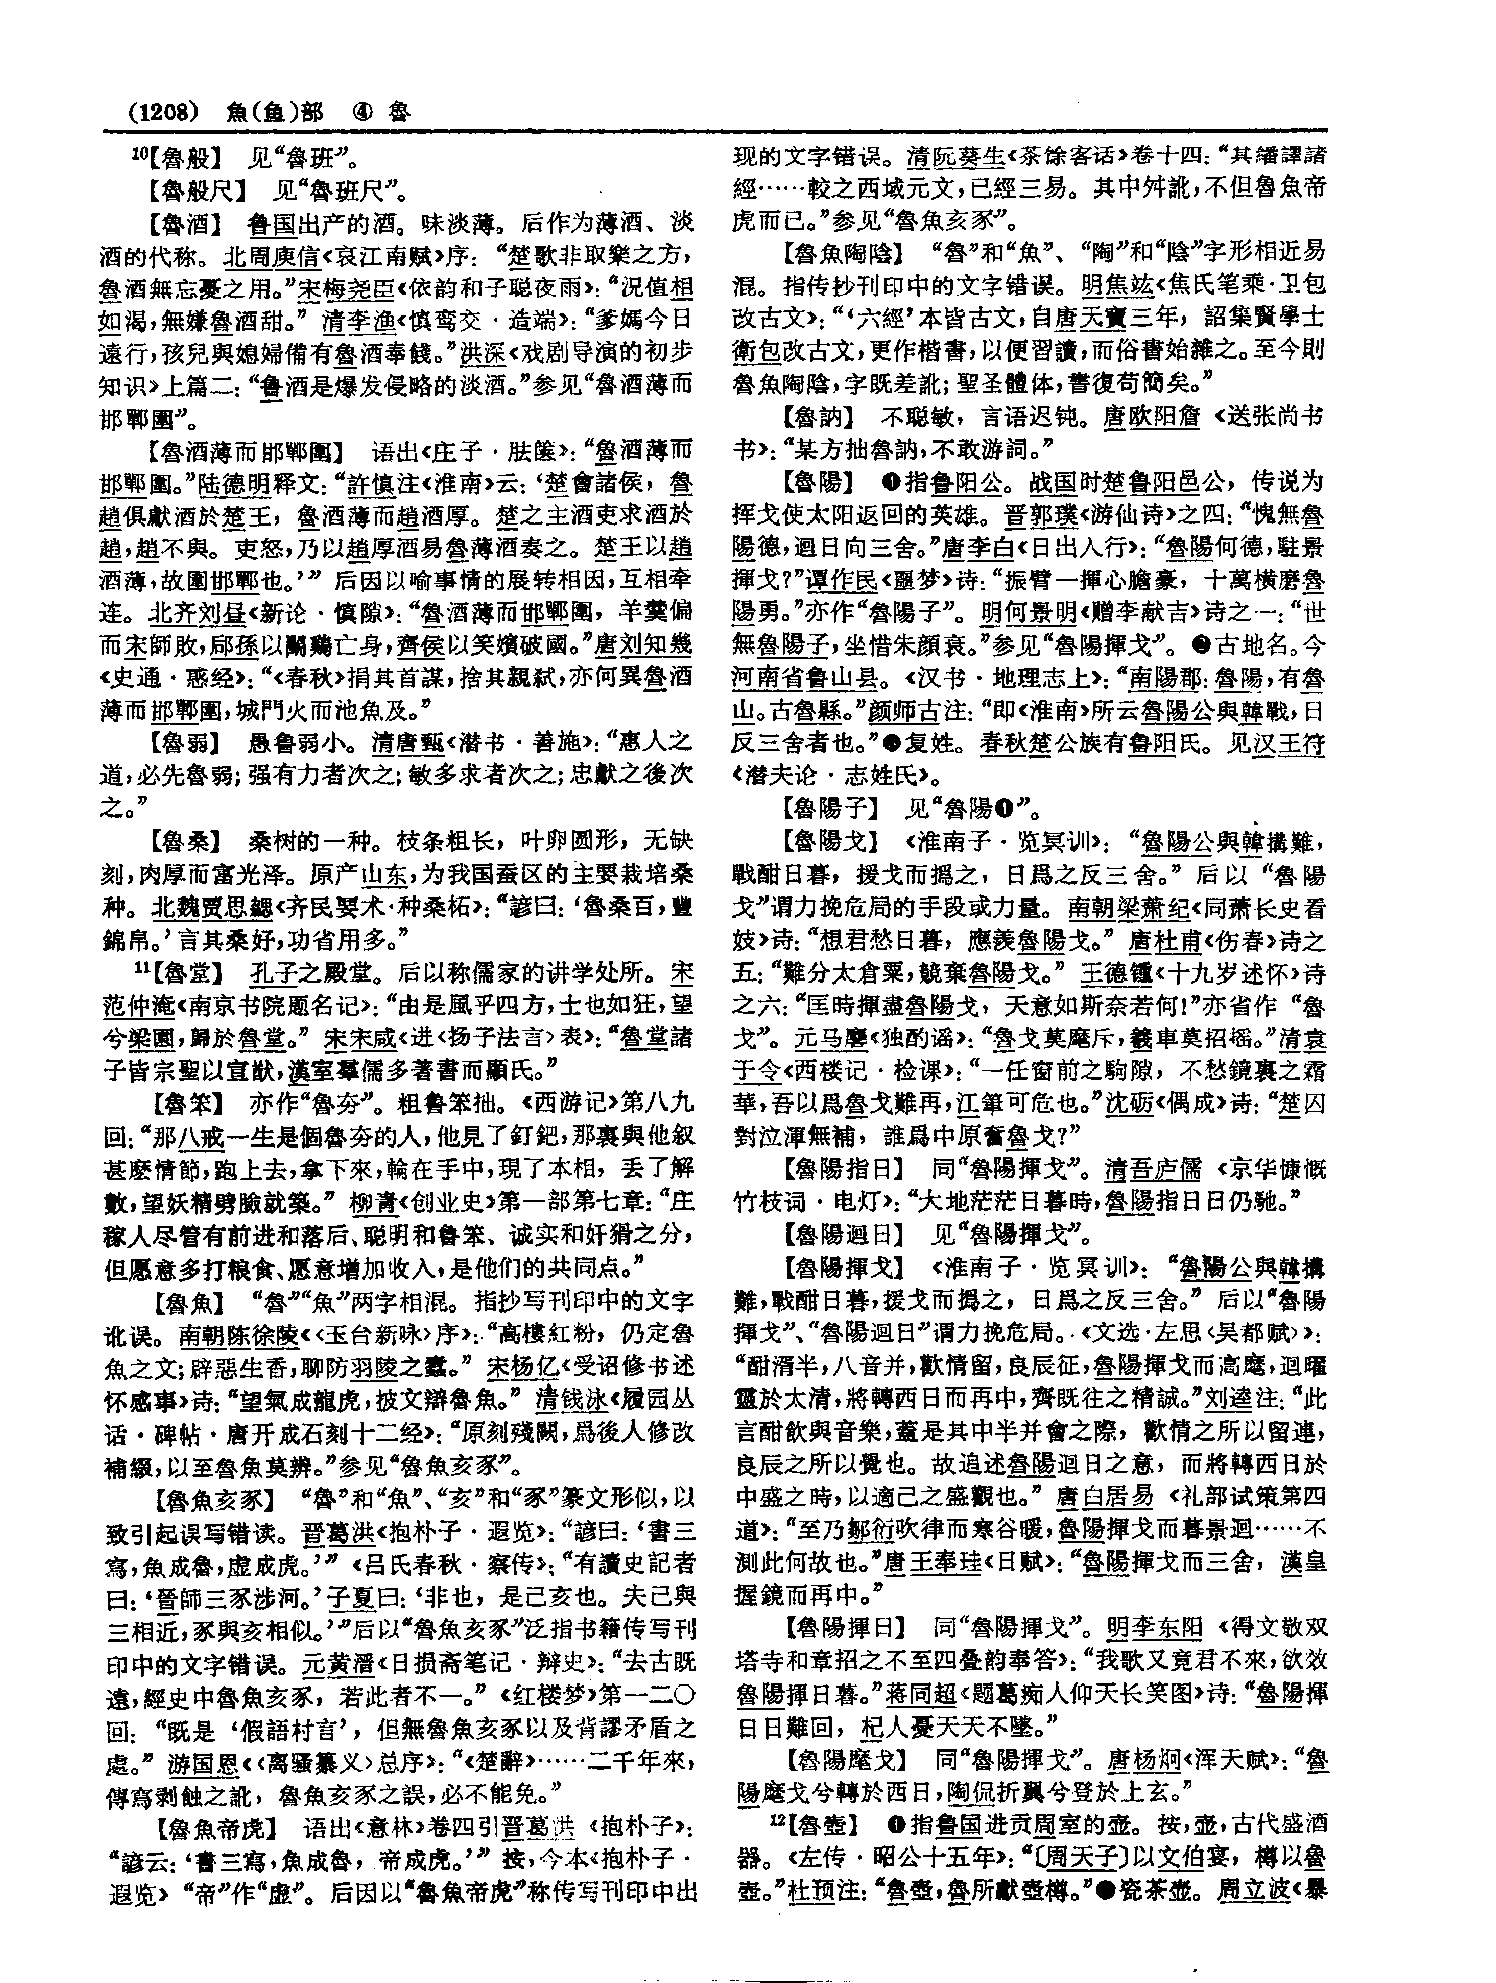 (1208)  魚(鱼)部  ④ 魯
10【魯般】 见“魯班”。
【魯般尺】 见“魯班尺”。
【魯酒】 鲁国出产的酒。味淡薄。后作为薄酒、淡
酒的代称。北周庾信《哀江南赋》序：“楚歌非取樂之方，
魯酒無忘憂之用。”宋梅尧臣《依韵和子聪夜雨》：“況值相
如渴，無嫌魯酒甜。”清李渔《慎鸾交·造端》：“爹媽今日
遠行，孩兒與媳婦備有魯酒奉餞。”洪深《戏剧导演的初步
知识》上篇二：“鲁酒是爆发侵略的淡酒。”参见“魯酒薄而
邯鄲圍”。
【魯酒薄而邯鄲圍】 语出《庄子·胠箧》：“魯酒薄而
邯鄲圍。”陆德明释文：“許慎注《淮南》云：‘楚會諸侯，魯
趙俱獻酒於楚王，魯酒薄而趙酒厚。楚之主酒吏求酒於
趙，趙不與。吏怒，乃以趙厚酒易魯薄酒奏之。楚王以趙
酒薄，故圍邯鄲也。’” 后因以喻事情的展转相因，互相牵
连。北齐刘昼《新论·慎隙》：“魯酒薄而邯鄲圍，羊羹偏
而宋師敗，郈孫以鬬鷄亡身，齊侯以笑嬪破國。”唐刘知幾
《史通·惑经》：“《春秋》捐其首謀，捨其親弑，亦何異魯酒
薄而邯鄲圍，城門火而池魚及。”
【魯弱】 愚鲁弱小。清唐甄《潜书·善施》：“惠人之
道，必先魯弱；强有力者次之；敏多求者次之；忠獻之後次
之。”
【魯桑】 桑树的一种。枝条粗长，叶卵圆形，无缺
刻，肉厚而富光泽。原产山东，为我国蚕区的主要栽培桑
种。北魏贾思勰《齐民要术·种桑柘》：“諺曰：‘魯桑百，豐
錦帛。’言其桑好，功省用多。”
11【魯堂】 孔子之殿堂。后以称儒家的讲学处所。宋
范仲淹《南京书院题名记》：“由是風乎四方，士也如狂，望
兮梁園，歸於魯堂。” 宋宋咸《进〈扬子法言〉表》：“魯堂諸
子皆宗聖以宣猷，漢室羣儒多著書而顯氏。”
【魯笨】 亦作“魯夯”。粗鲁笨拙。《西游记》第八九
回：“那八戒一生是個魯夯的人，他見了釘鈀，那裏與他叙
甚麽情節，跑上去，拿下來，輪在手中，現了本相，丢了解
數，望妖精劈臉就築。” 柳青《创业史》第一部第七章：“庄
稼人尽管有前进和落后、聪明和鲁笨、诚实和奸猾之分，
但愿意多打粮食、愿意增加收入，是他们的共同点。”
【魯魚】 “魯”“魚”两字相混。指抄写刊印中的文字
讹误。南朝陈徐陵《〈玉台新咏〉序》：“高樓紅粉，仍定魯
魚之文；辟惡生香，聊防羽陵之蠹。” 宋杨亿《受诏修书述
怀感事》诗：“望氣成龍虎，披文辯魯魚。” 清钱泳《履园丛
话·碑帖·唐开成石刻十二经》：“原刻殘闕，爲後人修改
補綴，以至魯魚莫辨。”参见“魯魚亥豕”。
【魯魚亥豕】 “魯”和“魚”、“亥”和“豕”篆文形似，以
致引起误写错读。晋葛洪《抱朴子·遐览》：“諺曰：‘書三
寫，魚成魯，虚成虎。’” 《吕氏春秋·察传》：“有讀史記者
曰：‘晉師三豕涉河。’子夏曰：‘非也，是己亥也。夫己與
三相近，豕與亥相似。’”后以“魯魚亥豕”泛指书籍传写刊
印中的文字错误。元黄溍《日损斋笔记·辩史》：“去古既
遠，經史中魯魚亥豕，若此者不一。”《红楼梦》第一二〇
回：“既是‘假語村言’，但無魯魚亥豕以及背謬矛盾之
處。” 游国恩《〈离骚纂义〉总序》：“《楚辭》……二千年來，
傳寫剥蝕之訛，魯魚亥豕之誤，必不能免。”
【魯魚帝虎】 语出《意林》卷四引晋葛洪《抱朴子》：
“諺云：‘書三寫，魚成魯，帝成虎。’” 按，今本《抱朴子·
遐览》“帝”作“虚”。后因以“魯魚帝虎”称传写刊印中出
现的文字错误。清阮葵生《茶馀客话》卷十四：“其繙譯諸
經……較之西域元文，已經三易。其中舛訛，不但魯魚帝
虎而已。”参见“魯魚亥豕”。
【魯魚陶陰】 “魯”和“魚”、“陶”和“陰”字形相近易
混。指传抄刊印中的文字错误。明焦竑《焦氏笔乘·卫包
改古文》：“‘六經’本皆古文，自唐天寶三年，詔集賢學士
衛包改古文，更作楷書，以便習讀，而俗書始雜之。至今則
魯魚陶陰，字既差訛；聖圣體体，書復苟簡矣。”
【魯訥】 不聪敏，言语迟钝。唐欧阳詹《送张尚书
书》：“某方拙魯訥，不敢游詞。”
【魯陽】 ❶指鲁阳公。战国时楚鲁阳邑公，传说为
挥戈使太阳返回的英雄。晋郭璞《游仙诗》之四：“愧無魯
陽德，迴日向三舍。”唐李白《日出入行》：“魯陽何德，駐景
揮戈？”谭作民《噩梦》诗：“振臂一揮心膽豪，十萬横磨魯
陽勇。”亦作“魯陽子”。明何景明《赠李献吉》诗之一：“世
無魯陽子，坐惜朱顔衰。”参见“魯陽揮戈”。❷古地名。今
河南省鲁山县。《汉书·地理志上》：“南陽郡：魯陽，有魯
山。古魯縣。”颜师古注：“即《淮南》所云魯陽公與韓戰，日
反三舍者也。”❸复姓。春秋楚公族有鲁阳氏。见汉王符
《潜夫论·志姓氏》。
【魯陽子】 见“魯陽❶”。
【魯陽戈】 《淮南子·览冥训》：“魯陽公與韓搆難，
戰酣日暮，援戈而撝之，日爲之反三舍。” 后以“魯陽
戈”谓力挽危局的手段或力量。南朝梁萧纪《同萧长史看
妓》诗：“想君愁日暮，應羨魯陽戈。” 唐杜甫《伤春》诗之
五：“難分太倉粟，競棄魯陽戈。” 王德锺《十九岁述怀》诗
之六：“匡時揮盡魯陽戈，天意如斯奈若何！”亦省作“魯
戈”。元马麐《独酌谣》：“魯戈莫麾斥，羲車莫招摇。”清袁
于令《西楼记·检课》：“一任窗前之駒隙，不愁鏡裏之霜
華，吾以爲魯戈難再，江筆可危也。”沈砺《偶成》诗：“楚囚
對泣渾無補，誰爲中原奮魯戈？”
【魯陽指日】 同“魯陽揮戈”。清吾庐儒《京华慷慨
竹枝词·电灯》：“大地茫茫日暮時，魯陽指日日仍馳。”
【魯陽迴日】 见“魯陽揮戈”。
【魯陽揮戈】 《淮南子·览冥训》：“魯陽公與韓搆
難，戰酣日暮，援戈而撝之，日爲之反三舍。” 后以“魯陽
揮戈”、“魯陽迴日”谓力挽危局。《文选·左思〈吴都赋〉》：
“酣湑半，八音并，歡情留，良辰征，魯陽揮戈而高麾，迴曜
靈於太清，將轉西日而再中，齊既往之精誠。”刘逵注：“此
言酣飲與音樂，蓋是其中半并會之際，歡情之所以留連，
良辰之所以覺也。故追述魯陽迴日之意，而將轉西日於
中盛之時，以適己之盛觀也。” 唐白居易《礼部试策第四
道》：“至乃鄒衍吹律而寒谷暖，魯陽揮戈而暮景迴……不
測此何故也。”唐王奉珪《日赋》：“魯陽揮戈而三舍，漢皇
握鏡而再中。”
【魯陽揮日】 同“魯陽揮戈”。明李东阳《得文敬双
塔寺和章招之不至四叠韵奉答》：“我歌又竟君不來，欲效
魯陽揮日暮。”蒋同超《题葛痴人仰天长笑图》诗：“魯陽揮
日日難回，杞人憂天天不墜。”
【魯陽麾戈】 同“魯陽揮戈”。唐杨炯《浑天赋》：“魯
陽麾戈兮轉於西日，陶侃折翼兮登於上玄。”
12【魯壺】 ❶指鲁国进贡周室的壶。按，壶，古代盛酒
器。《左传·昭公十五年》：“〔周天子〕以文伯宴，樽以魯
壺。”杜预注：“魯壺，魯所獻壺樽。”❷瓷茶壶。周立波《暴